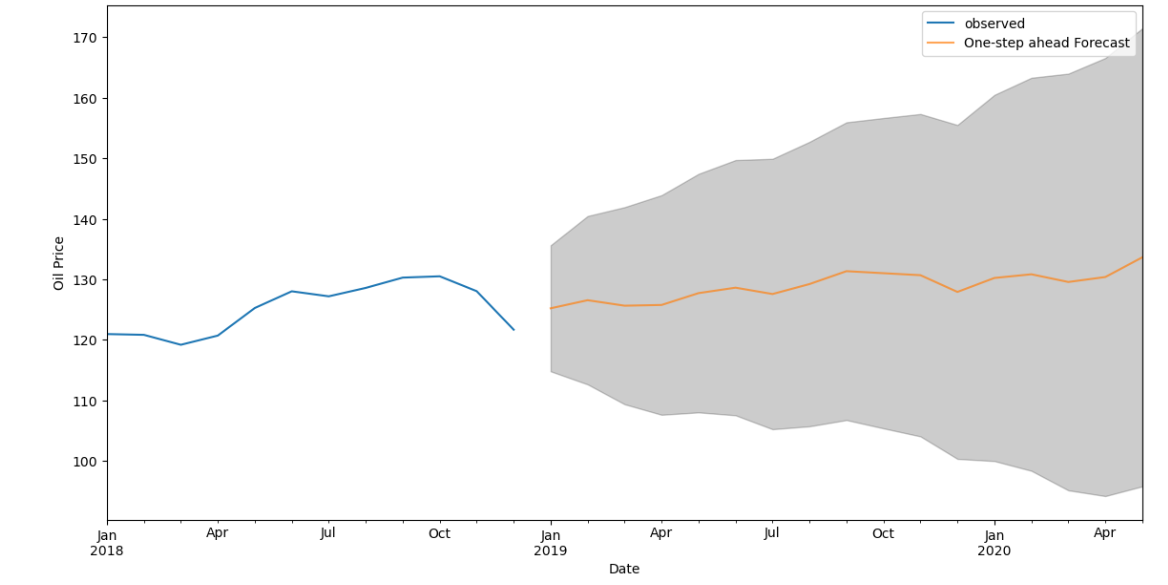 observed
One-step ahead Forecast
170
160
150
140
130
120
110
100
Oil Price
Jan Apr Jul Oct Jan Apr Jul Oct Jan Apr
2018 2019 2020
Date